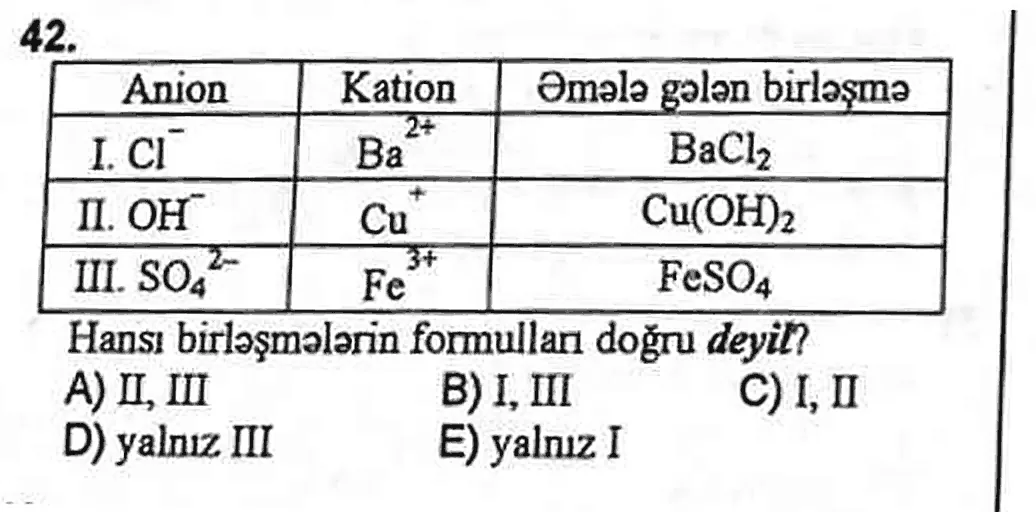 42.
Anion Kation Əmələ gələn birləşmə
I. Cl⁻ Ba²⁺ BaCl₂
II. OH⁻ Cu⁺ Cu(OH)₂
III. SO₄²⁻ Fe³⁺ FeSO₄
Hansı birləşmələrin formulları doğru deyil?
A) II, III B) I, III C) I, II
D) yalnız III E) yalnız I